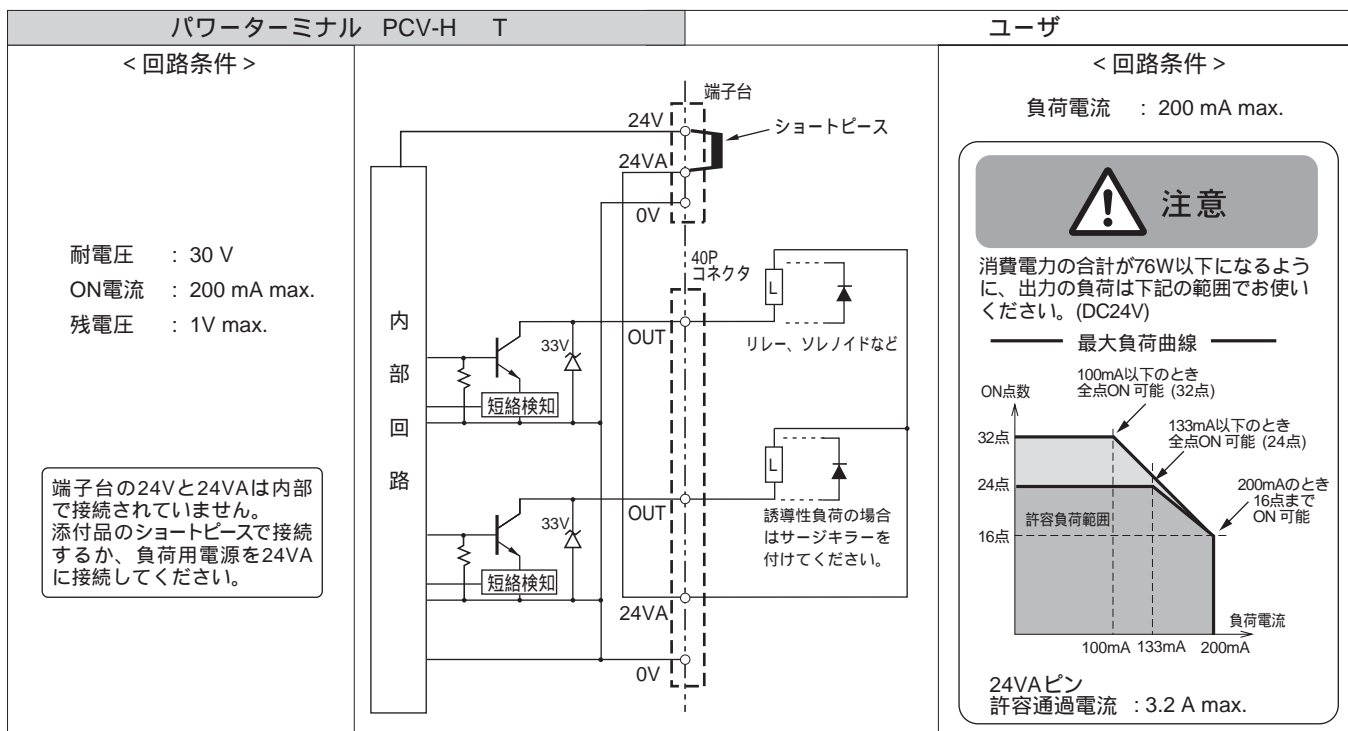 パワーターミナル PCV-H T
ユーザ
< 回路条件 >
耐電圧 : 30 V
ON電流 : 200 mA max.
残電圧 : 1V max.
端子台の24Vと24VAは内部
で接続されていません。
添付品のショートピースで接続
するか、負荷用電源を24VA
に接続してください。
端子台
24V
ショートピース
24VA
0V
40P
コネクタ
内部回路
L
33V
OUT
リレー、ソレノイドなど
短絡検知
L
33V
OUT
誘導性負荷の場合
はサージキラーを
付けてください。
短絡検知
24VA
0V
< 回路条件 >
負荷電流 : 200 mA max.
注意
消費電力の合計が76W以下になるよう
に、出力の負荷は下記の範囲でお使い
ください。(DC24V)
最大負荷曲線
100mA以下のとき
全点ON 可能 (32点)
ON点数
133mA以下のとき
全点ON 可能 (24点)
32点
24点
200mAのとき
16点まで
ON 可能
許容負荷範囲
16点
負荷電流
100mA 133mA 200mA
24VAピン
許容通過電流 : 3.2 A max.